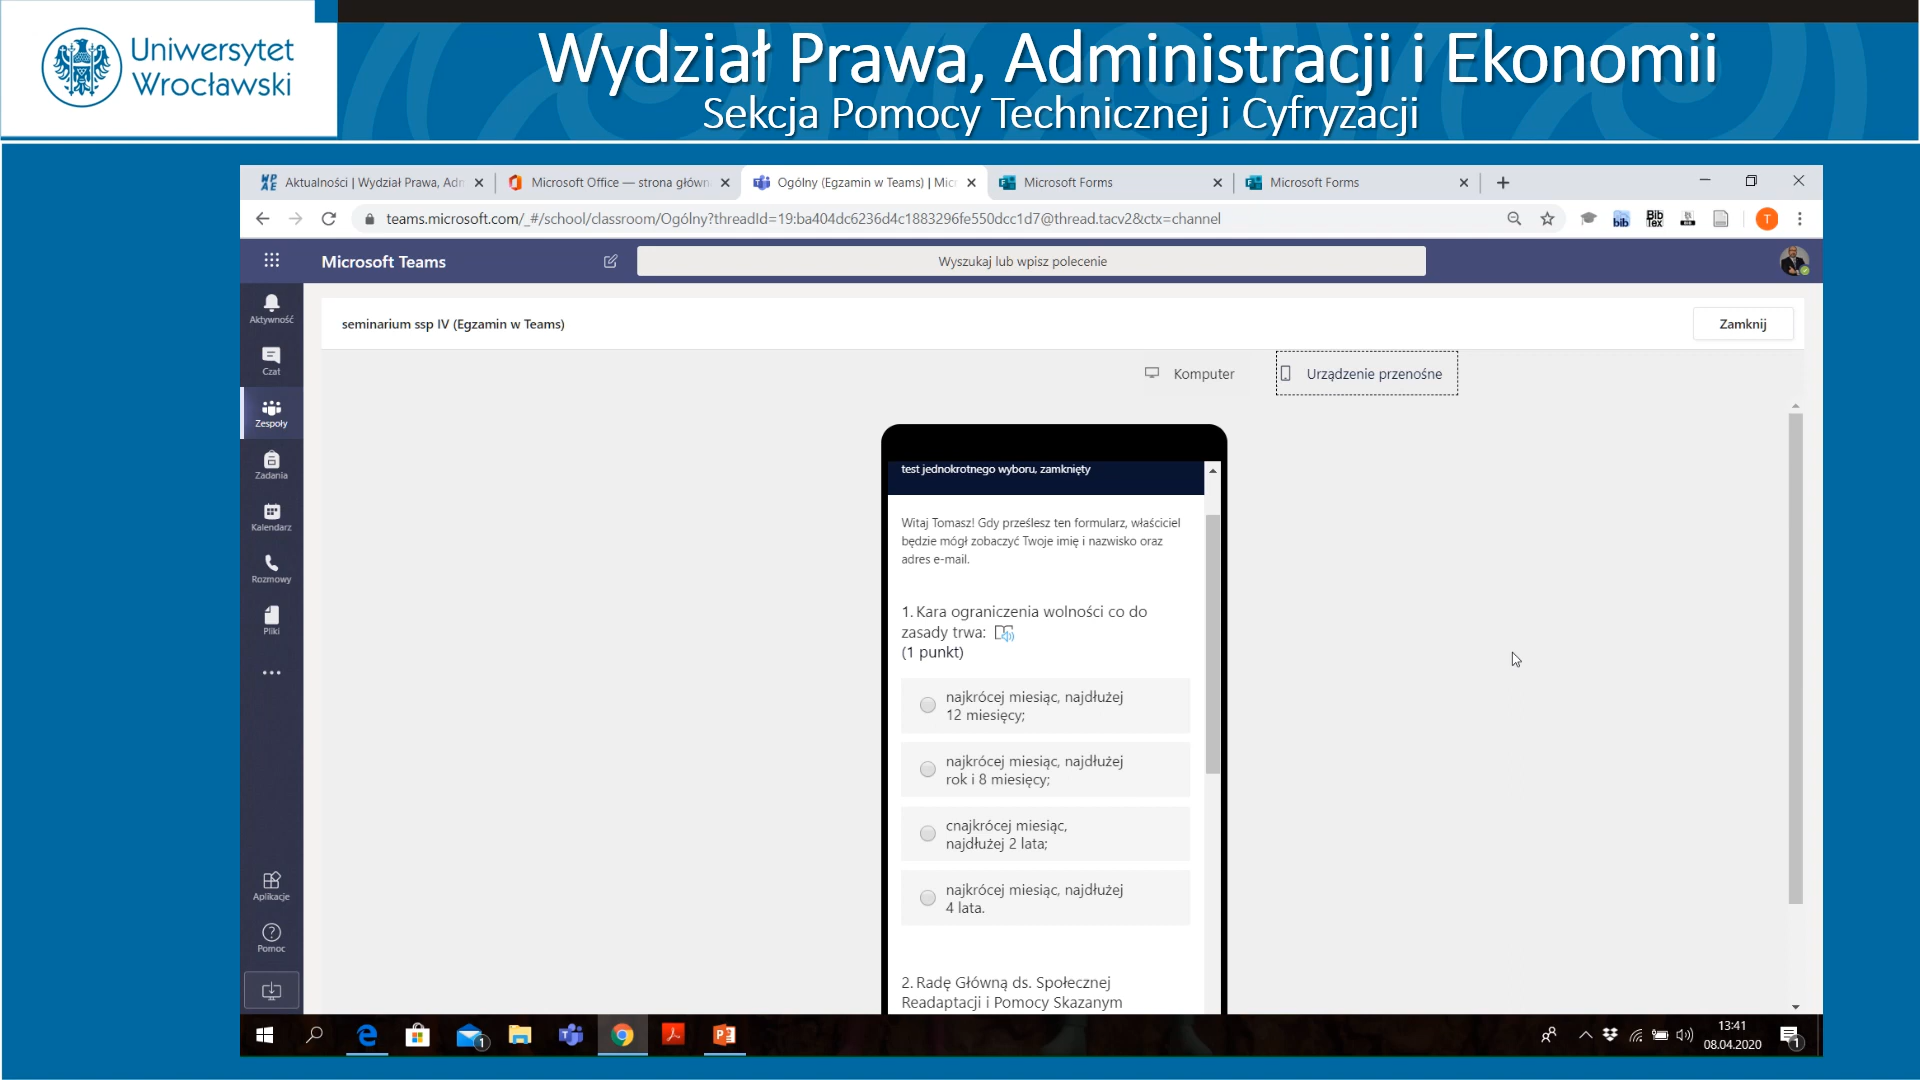 Uniwersytet
Wrocławski
Wydział Prawa, Administracji i Ekonomii
Sekcja Pomocy Technicznej i Cyfryzacji
Aktualności | Wydział Prawa, Adm
Microsoft Office — strona główn
Ogólny (Egzamin w Teams) | Micr
Microsoft Forms
Microsoft Forms
teams.microsoft.com/_#/school/classroom/Ogólny?threadId=19:ba404dc6236d4c1883296fe550dcc1d7@thread.tacv2&ctx=channel
bib
Bib
TeX
T
Microsoft Teams
Wyszukaj lub wpisz polecenie
Aktywność
Czat
Zespoły
Zadania
Kalendarz
Rozmowy
Pliki
Aplikacje
Pomoc
seminarium ssp IV (Egzamin w Teams)
Zamknij
Komputer
Urządzenie przenośne
test jednokrotnego wyboru, zamknięty
Witaj Tomasz! Gdy prześlesz ten formularz, właściciel
będzie mógł zobaczyć Twoje imię i nazwisko oraz
adres e-mail.
1. Kara ograniczenia wolności co do
zasady trwa:
(1 punkt)
najkrócej miesiąc, najdłużej
12 miesięcy;
najkrócej miesiąc, najdłużej
rok i 8 miesięcy;
cnajkrócej miesiąc,
najdłużej 2 lata;
najkrócej miesiąc, najdłużej
4 lata.
2. Radę Główną ds. Społecznej
Readaptacji i Pomocy Skazanym
1
13:41
08.04.2020
1